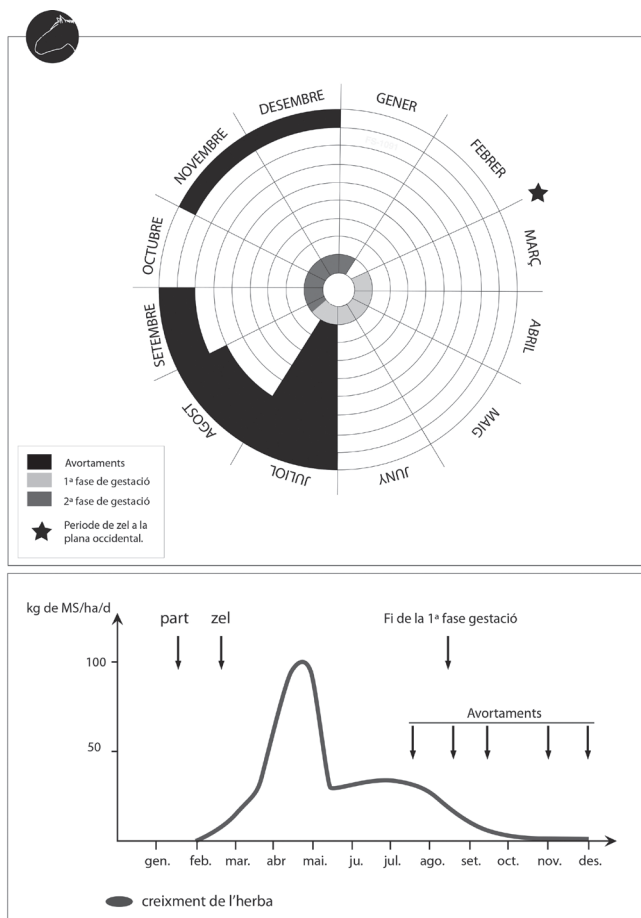 DESEMBRE
GENER
NOVEMBRE
FEBRER
OCTUBRE
MARÇ
SETEMBRE
ABRIL
AGOST
MAIG
JULIOL
JUNY
Avortaments
1ª fase de gestació
2ª fase de gestació
Periode de zel a la
plana occidental.
kg de MS/ha/d
part
zel
Fi de la 1ª fase gestació
100
Avortaments
50
gen.
feb.
mar.
abr
mai.
ju.
jul.
ago.
set.
oct.
nov.
des.
creixment de l'herba